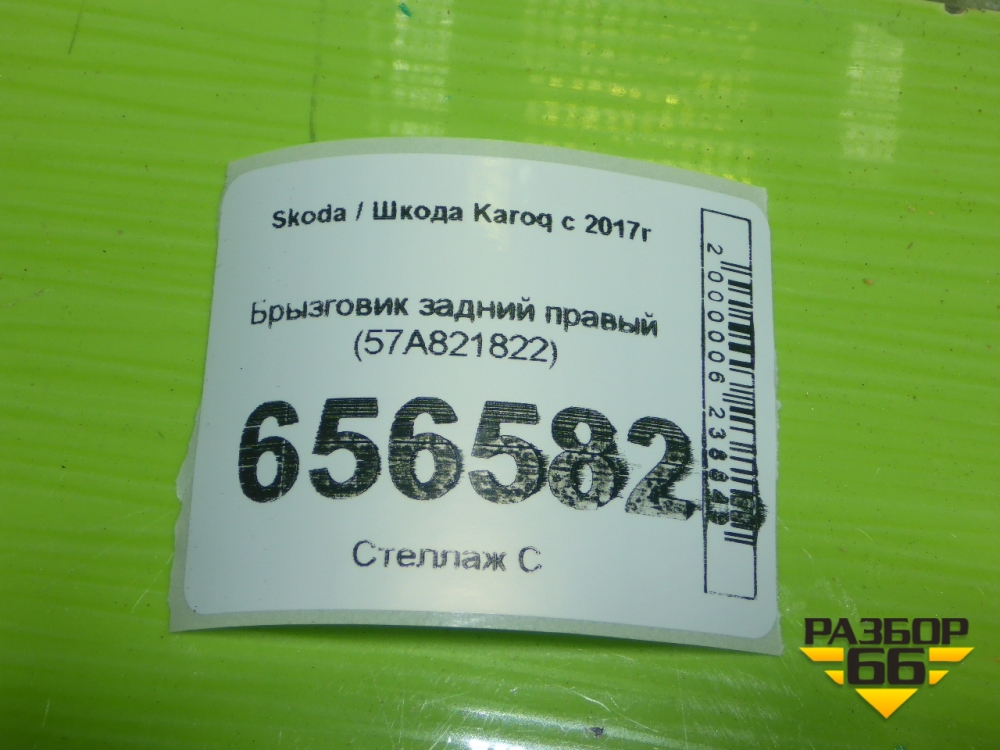 Skoda / Шкода Karoq с 2017г
Брызговик задний правый
(57A821822)
656582
Стеллаж С
РАЗБОР
66